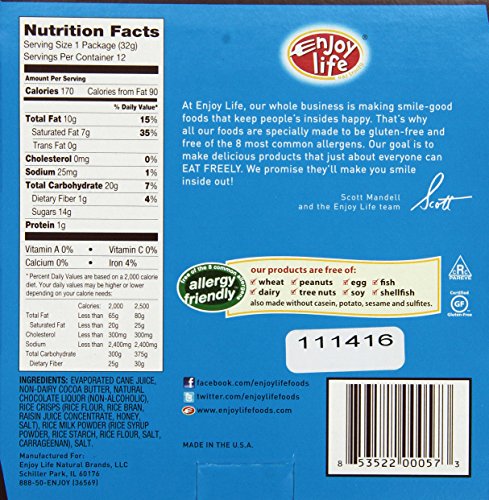 Nutrition Facts
Serving Size 1 Package (32g)
Servings Per Container 12
Amount Per Serving
Calories 170 Calories from Fat 90
% Daily Value*
Total Fat 10g 15%
Saturated Fat 7g 35%
Trans Fat 0g
Cholesterol 0mg 0%
Sodium 25mg 1%
Total Carbohydrate 20g 7%
Dietary Fiber 1g 4%
Sugars 14g
Protein 1g
Vitamin A 0% • Vitamin C 0%
Calcium 0% • Iron 4%
* Percent Daily Values are based on a 2,000 calorie
diet. Your daily values may be higher or lower
depending on your calorie needs.
Calories: 2,000 2,500
Total Fat Less than 65g 80g
Saturated Fat Less than 20g 25g
Cholesterol Less than 300mg 300mg
Sodium Less than 2,400mg 2,400mg
Total Carbohydrate 300g 375g
Dietary Fiber 25g 30g
INGREDIENTS: EVAPORATED CANE JUICE,
NON-DAIRY COCOA BUTTER, NATURAL
CHOCOLATE LIQUOR (NON-ALCOHOLIC),
RICE CRISPS (RICE FLOUR, RICE BRAN,
RAISIN JUICE CONCENTRATE, HONEY,
SALT), RICE MILK POWDER (RICE SYRUP
POWDER, RICE STARCH, RICE FLOUR, SALT,
CARRAGEENAN), SALT.
Manufactured For:
Enjoy Life Natural Brands, LLC
Schiller Park, IL 60176
888-50-ENJOY (36569)
enjoy
life
eat freely
At Enjoy Life, our whole business is making smile-good
foods that keep people's insides happy. That's why
all our foods are specially made to be gluten-free and
free of the 8 most common allergens. Our goal is to
make delicious products that just about everyone can
EAT FREELY. We promise they'll make you smile
inside out!
Scott Mandell
and the Enjoy Life team
Scott
free of the 8 common allergens
allergy
friendly
our products are free of:
wheat peanuts egg fish
dairy tree nuts soy shellfish
also made without casein, potato, sesame and sulfites.
PAREVE
Certified
GF
Gluten-Free
111416
facebook.com/enjoylifefoods
twitter.com/enjoylifefoods
www.enjoylifefoods.com
MADE IN THE U.S.A.
8 53522 00057 3